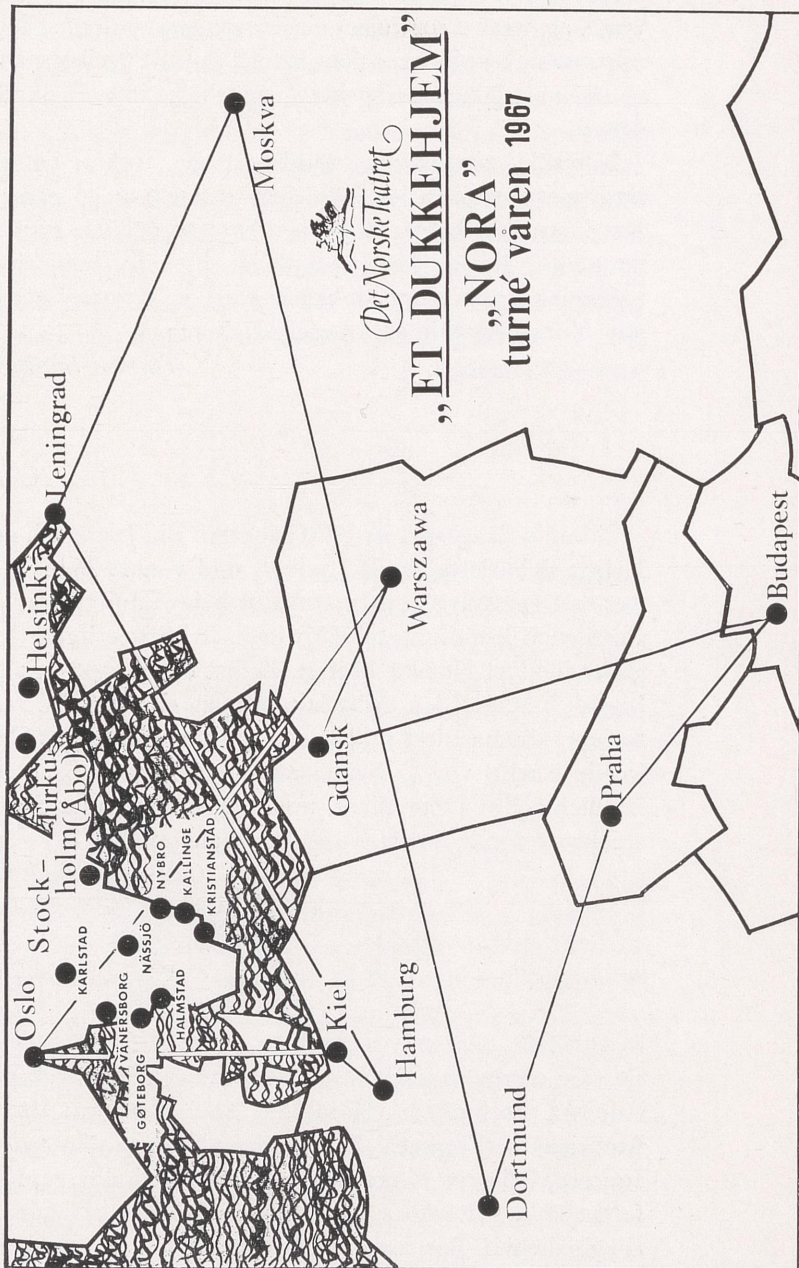 Det Norske Teatret
„ET DUKKEHJEM”
„NORA”
turné våren 1967
Oslo
Stock-
holm
Turku
(Åbo)
Helsinki
Leningrad
Moskva
KARLSTAD
VÄNERSBORG
GØTEBORG
HALMSTAD
NÄSSJÖ
NYBRO
KALLINGE
KRISTIANSTAD
Kiel
Hamburg
Gdansk
Warszawa
Dortmund
Praha
Budapest